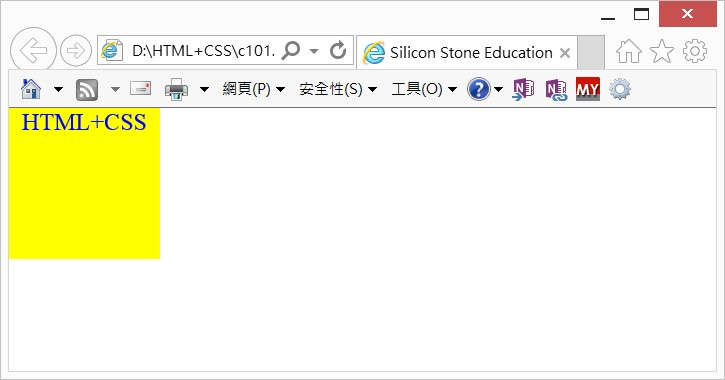 D:\HTML+CSS\c101.
Silicon Stone Education
網頁(P) 安全性(S) 工具(O) ? N N MY
HTML+CSS